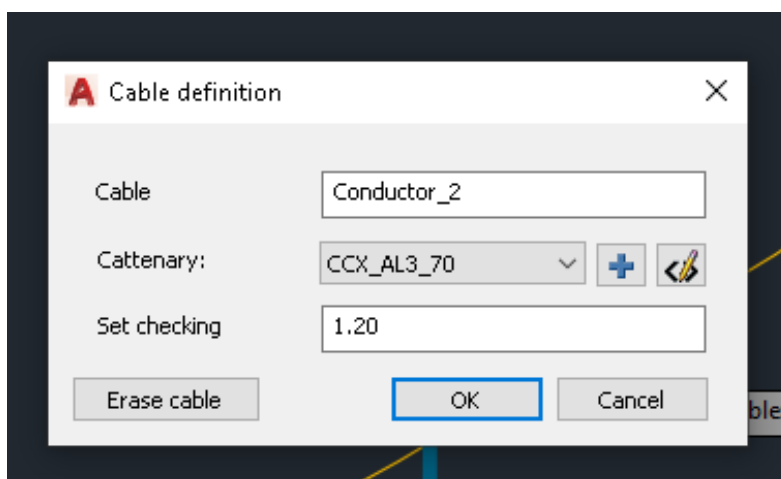 Cable definition
Cable
Conductor_2
Cattenary:
CCX_AL3_70
Set checking
1.20
Erase cable
OK
Cancel
ble